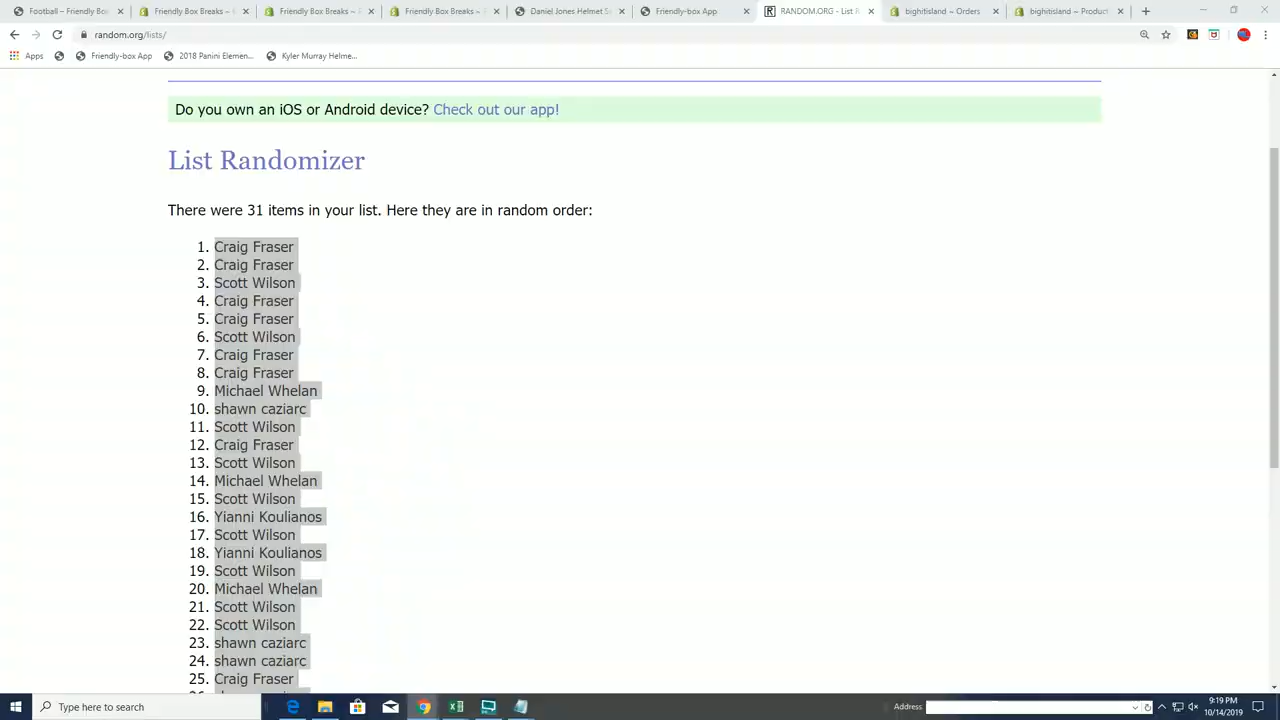 Football – Friendly Bo
Friendly Box Breaks –
Friendly Box Breaks – F
Friendly Box Breaks – F
Daniel Jones Helmet S
Friendly-box App
RANDOM.ORG - List R
bighitisland ~ Orders
bighitisland ~ Product
random.org/lists/
Apps
Friendly-box App
2018 Panini Elemen...
Kyler Murray Helme...
Do you own an iOS or Android device? Check out our app!
List Randomizer
There were 31 items in your list. Here they are in random order:
1. Craig Fraser
2. Craig Fraser
3. Scott Wilson
4. Craig Fraser
5. Craig Fraser
6. Scott Wilson
7. Craig Fraser
8. Craig Fraser
9. Michael Whelan
10. shawn caziarc
11. Scott Wilson
12. Craig Fraser
13. Scott Wilson
14. Michael Whelan
15. Scott Wilson
16. Yianni Koulianos
17. Scott Wilson
18. Yianni Koulianos
19. Scott Wilson
20. Michael Whelan
21. Scott Wilson
22. Scott Wilson
23. shawn caziarc
24. shawn caziarc
25. Craig Fraser
Type here to search
Address
9:19 PM
10/14/2019